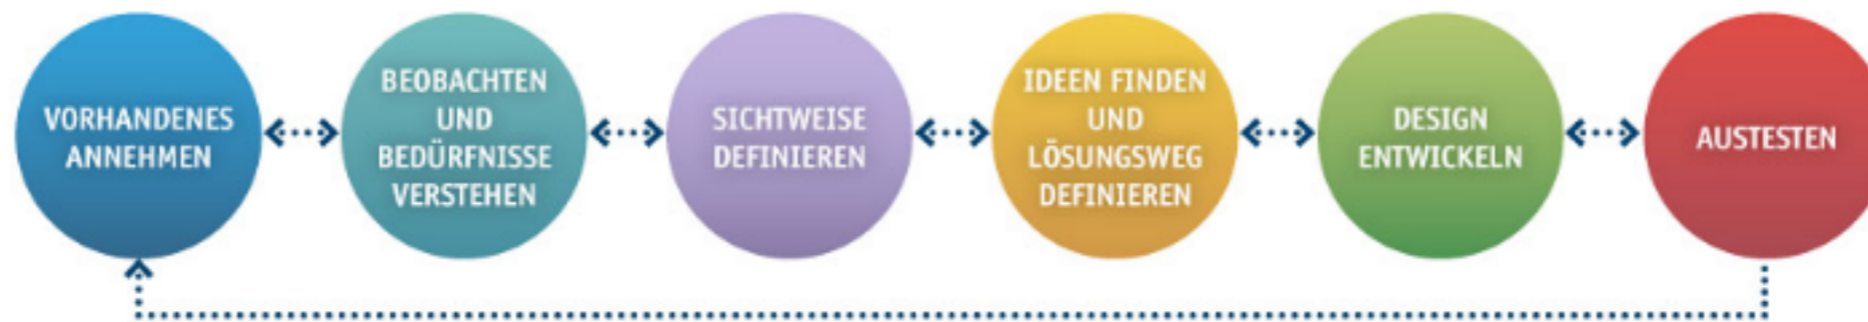 VORHANDENES
ANNEHMEN
BEOBACHTEN
UND
BEDÜRFNISSE
VERSTEHEN
SICHTWEISE
DEFINIEREN
IDEEN FINDEN
UND
LÖSUNGSWEG
DEFINIEREN
DESIGN
ENTWICKELN
AUSTESTEN